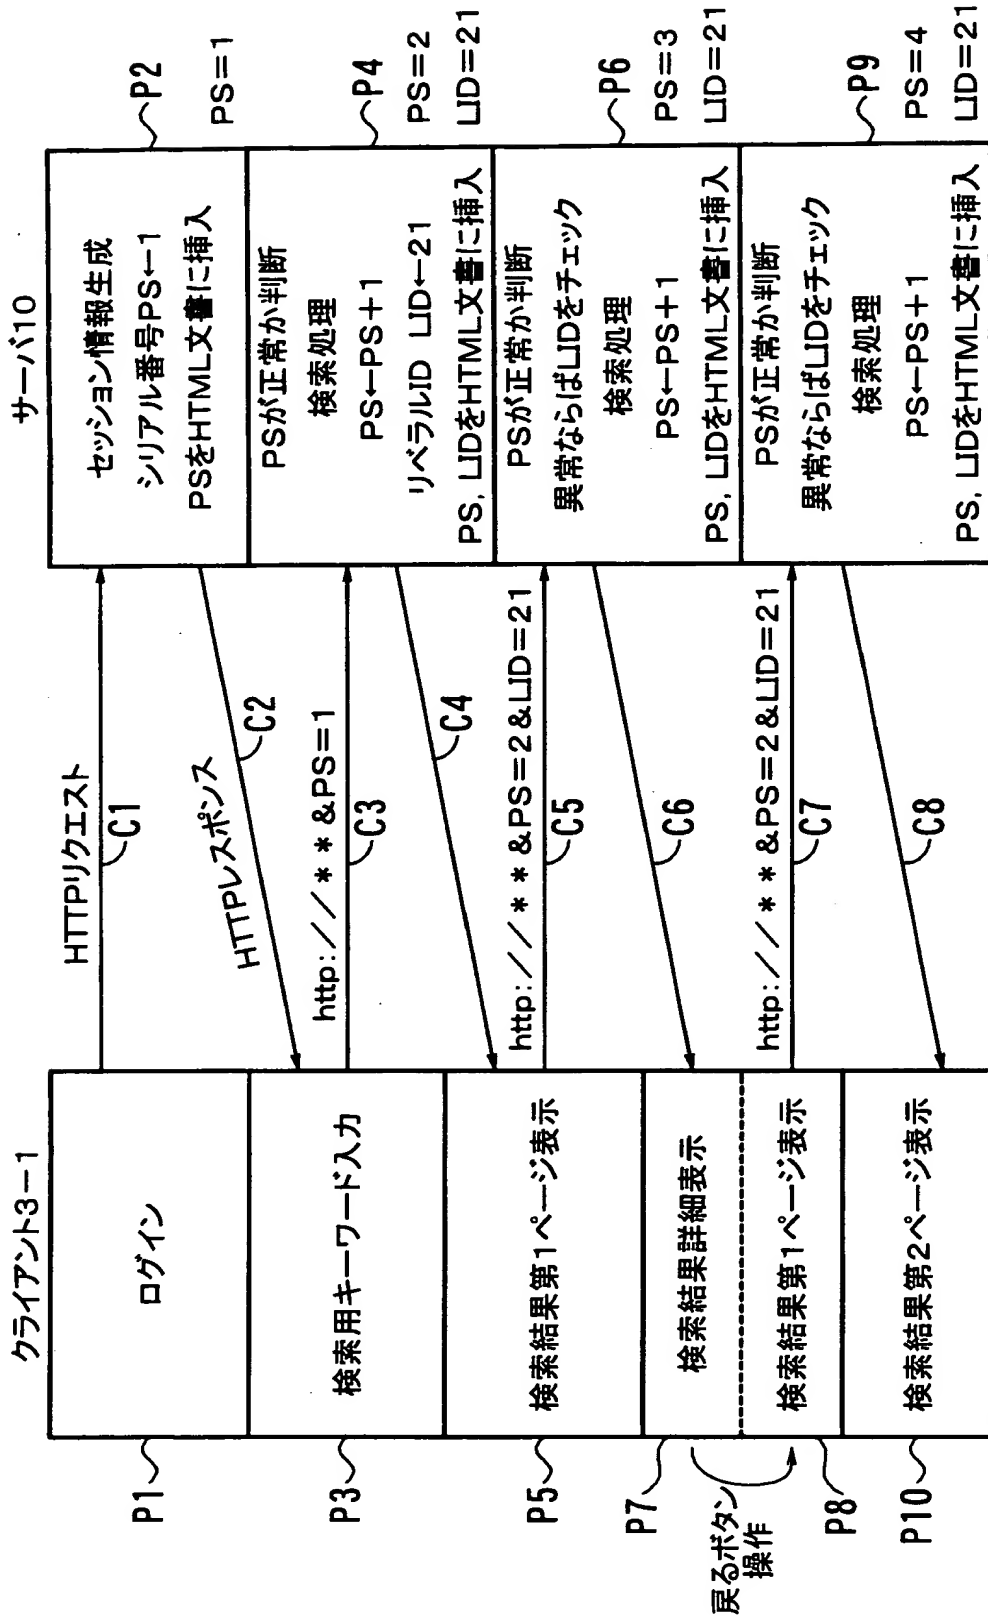 クライアント3-1
サーバ10
P1
ログイン
HTTPリクエスト
C1
セッション情報生成
シリアル番号PS←1
PSをHTML文書に挿入
P2
PS=1
HTTPレスポンス
C2
P3
検索用キーワード入力
http://**&PS=1
C3
PSが正常か判断
検索処理
PS←PS+1
リベラルID LID←21
PS, LIDをHTML文書に挿入
P4
PS=2
LID=21
C4
P5
検索結果第1ページ表示
http://**&PS=2&LID=21
C5
PSが正常か判断
異常ならばLIDをチェック
検索処理
PS←PS+1
PS, LIDをHTML文書に挿入
P6
PS=3
LID=21
C6
P7
検索結果詳細表示
戻るボタン
操作
P8
検索結果第1ページ表示
http://**&PS=2&LID=21
C7
PSが正常か判断
異常ならばLIDをチェック
検索処理
PS←PS+1
PS, LIDをHTML文書に挿入
P9
PS=4
LID=21
C8
P10
検索結果第2ページ表示